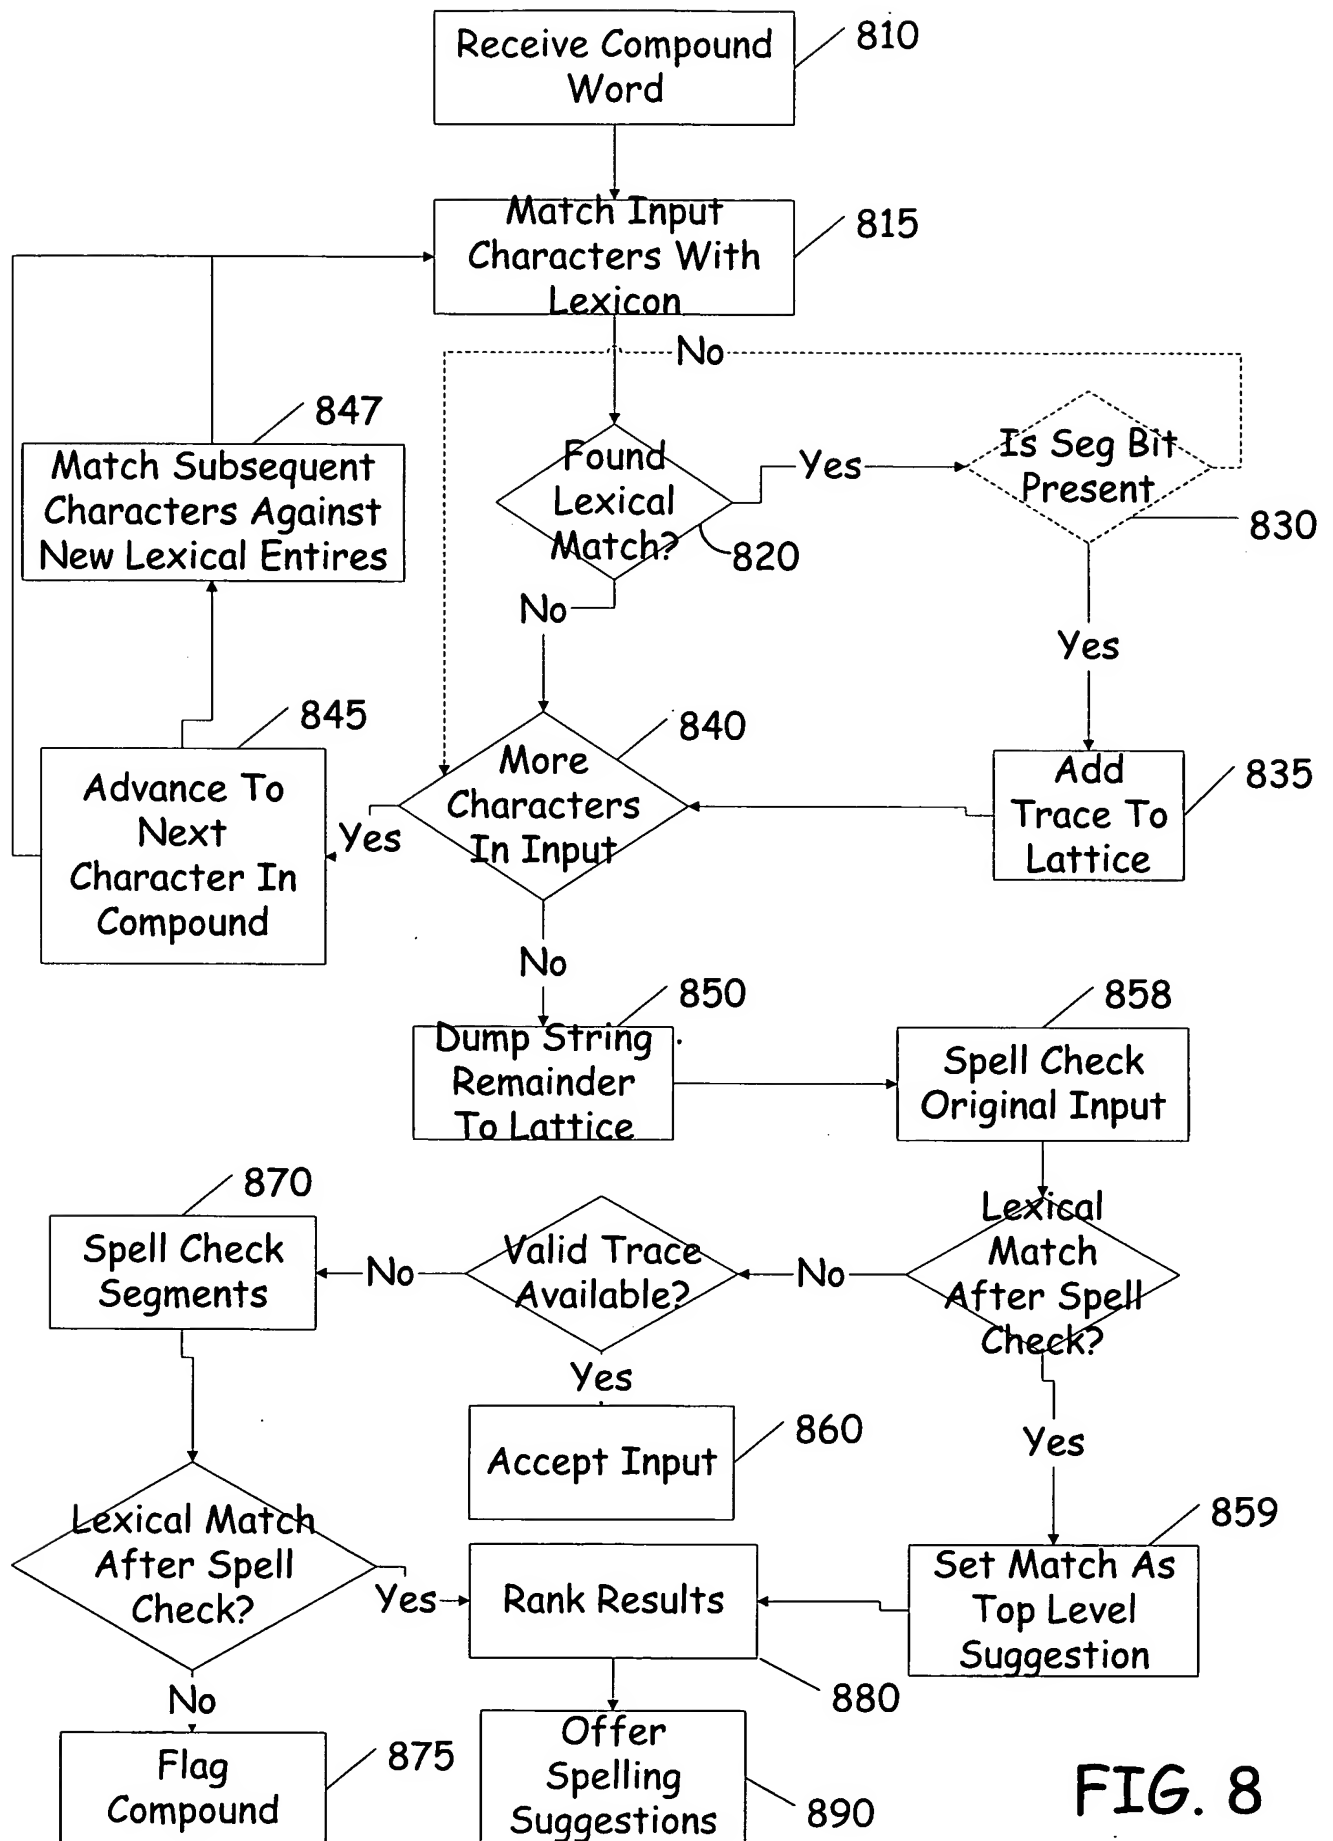 Receive Compound
Word
810
Match Input
Characters With
Lexicon
815
No
847
Match Subsequent
Characters Against
New Lexical Entires
Found
Lexical
Match?
820
Yes
Is Seg Bit
Present
830
No
Yes
845
Advance To
Next
Character In
Compound
Yes
More
Characters
In Input
840
Add
Trace To
Lattice
835
No
850
Dump String
Remainder
To Lattice
858
Spell Check
Original Input
870
Spell Check
Segments
No
Valid Trace
Available?
No
Lexical
Match
After Spell
Check?
Yes
Accept Input
860
Yes
Lexical Match
After Spell
Check?
Yes
Rank Results
880
859
Set Match As
Top Level
Suggestion
No
Flag
Compound
875
Offer
Spelling
Suggestions
890
FIG. 8